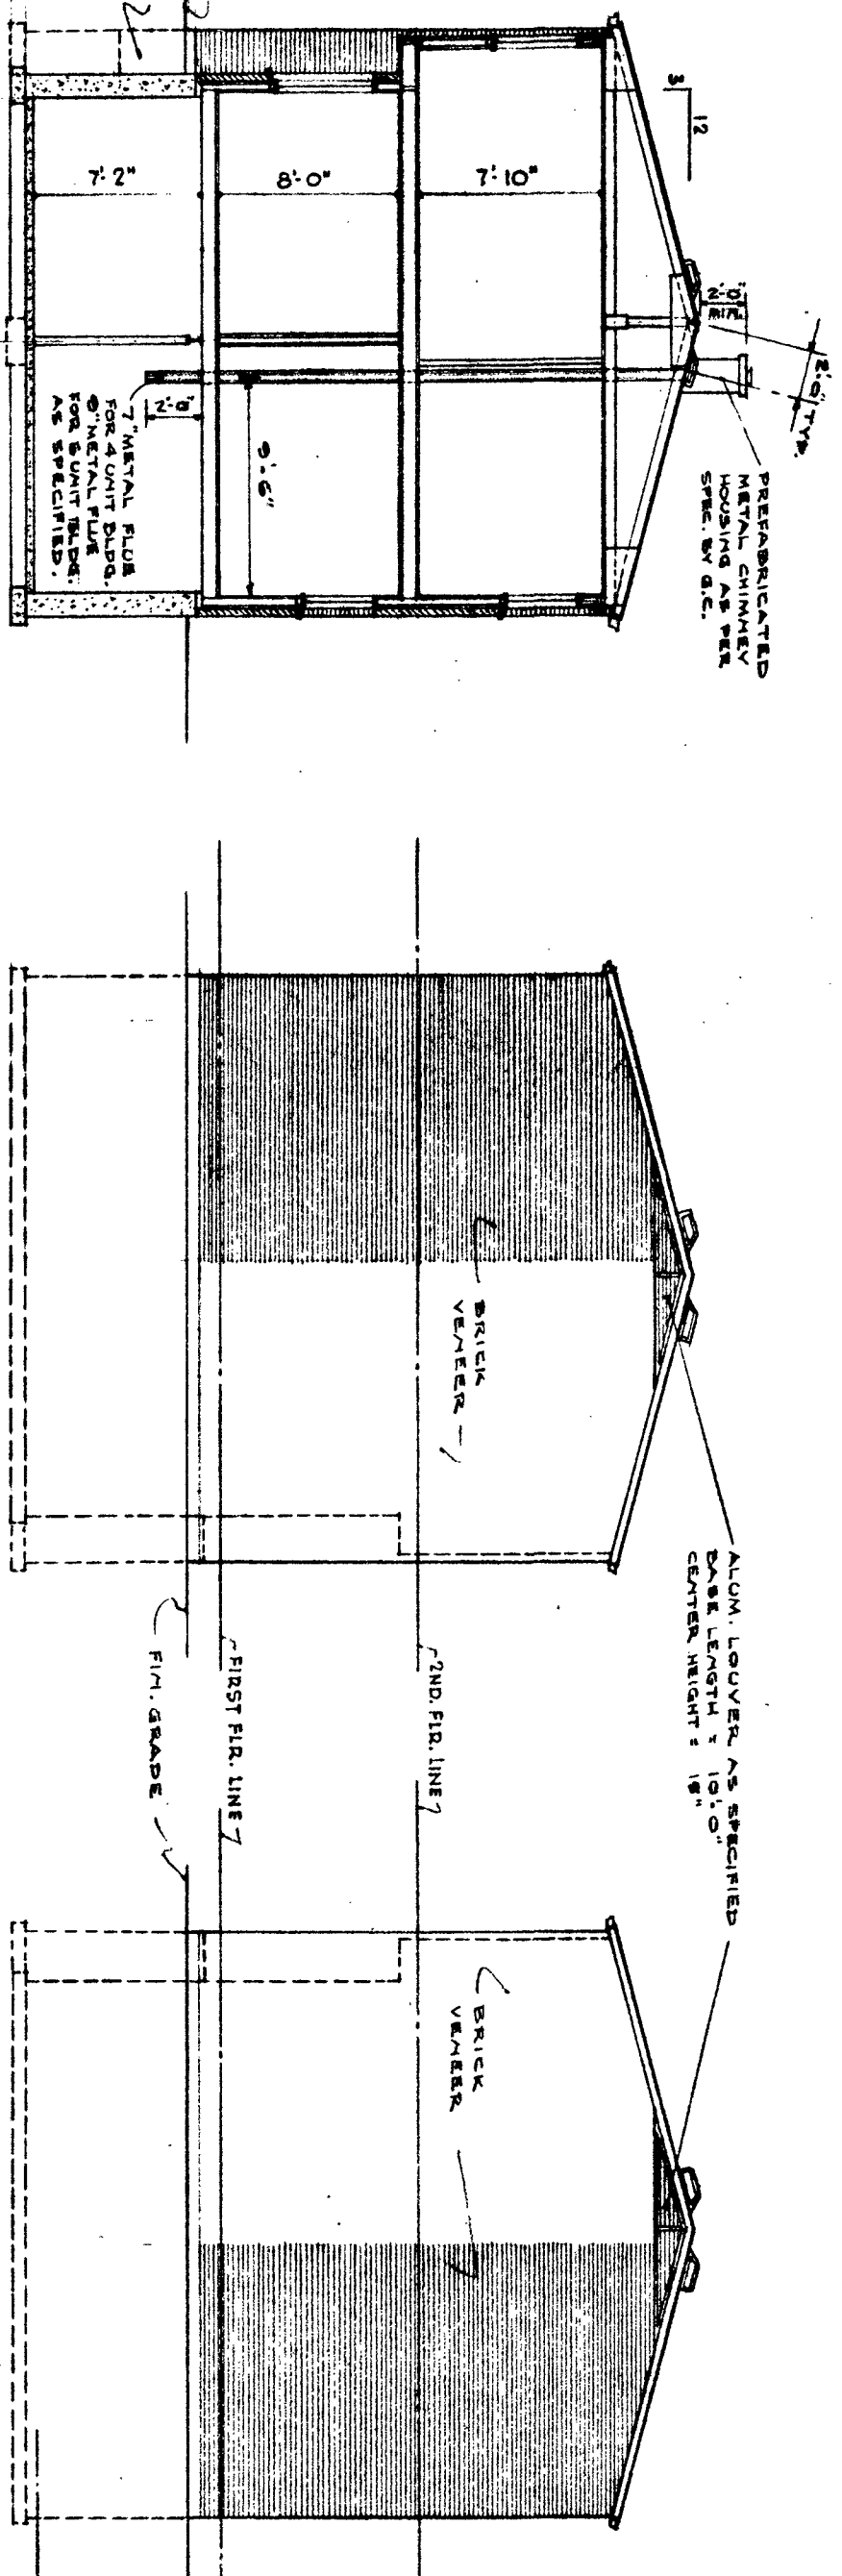 3
12
7'-2"
8'-0"
7'-10"
2'-0"
MIN.
2'-0" TYP.
PREFABRICATED
METAL CHIMNEY
HOUSING AS PER
SPEC. BY G.C.
2'-0"
9'-6"
7" METAL FLUE
FOR 4 UNIT BLDG.
8" METAL FLUE
FOR 6 UNIT BLDG.
AS SPECIFIED.
BRICK
VENEER
ALUM. LOUVER AS SPECIFIED
BASE LENGTH = 10'-0"
CENTER HEIGHT = 18"
2ND. FLR. LINE
FIRST FLR. LINE
FIN. GRADE
BRICK
VENEER